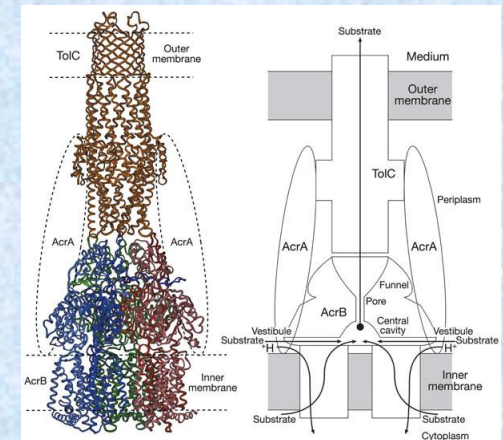 TolC
Outer
membrane
AcrA
AcrA
AcrB
Inner
membrane
Substrate
Medium
Outer
membrane
TolC
Periplasm
AcrA
AcrA
Funnel
Pore
AcrB
Central
cavity
Vestibule
Vestibule
Substrate
Substrate
+H
H+
Inner
membrane
Substrate
Substrate
Cytoplasm